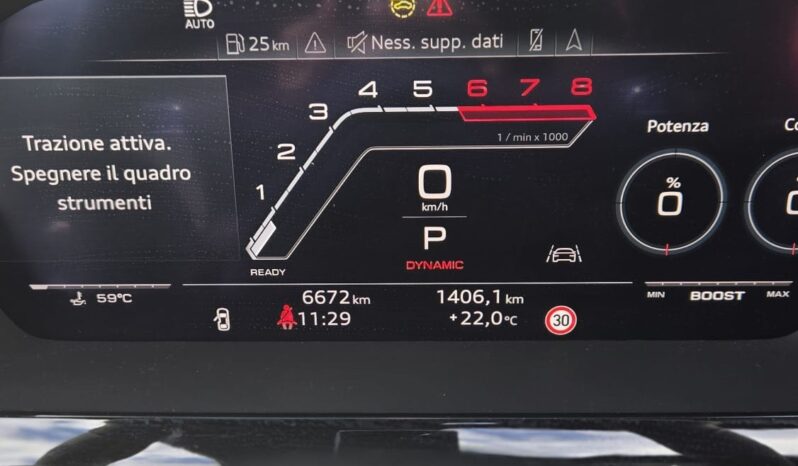 AUTO
25 km Ness. supp. dati
Trazione attiva.
Spegnere il quadro
strumenti
1 2 3 4 5 6 7 8
1 / min x 1000
0
km/h
P
DYNAMIC
READY
Potenza
%
0
MIN BOOST MAX
59°C
6672 km 1406,1 km
11:29 +22,0°C
30